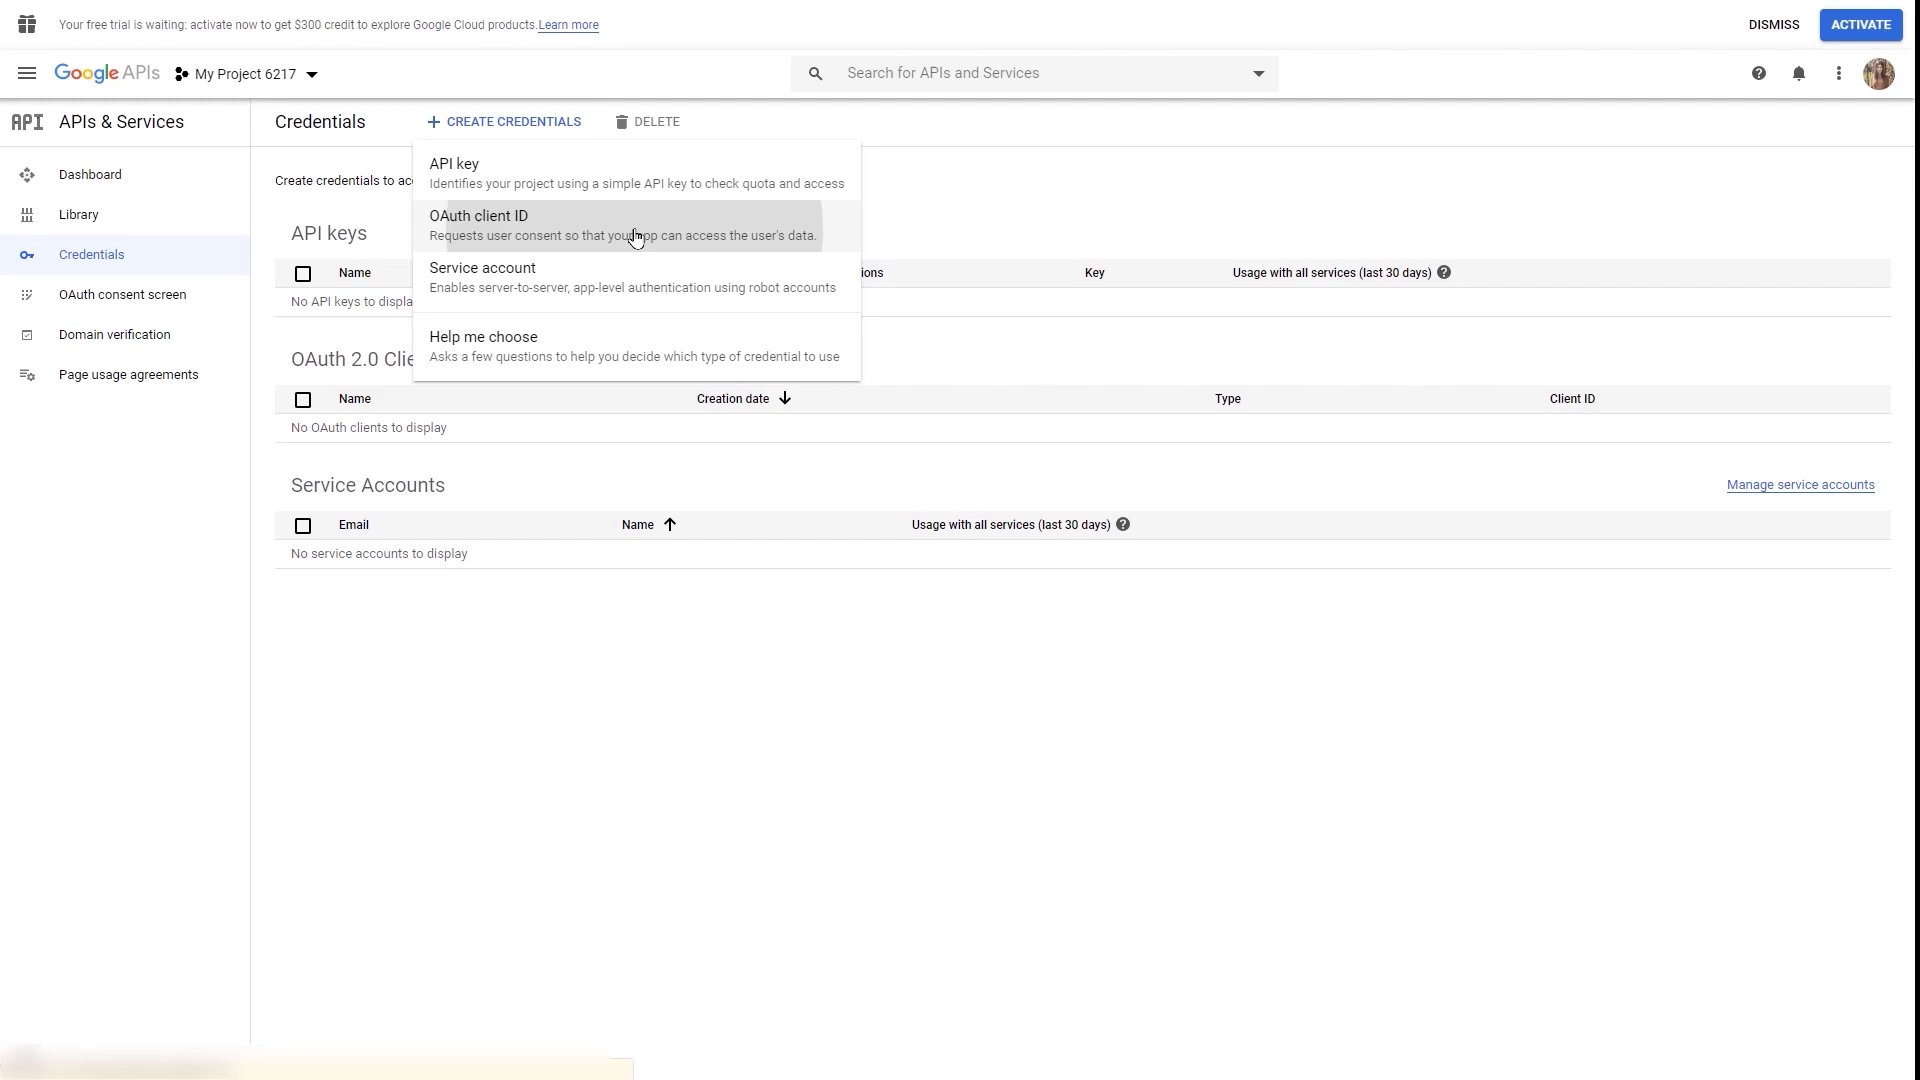 Your free trial is waiting: activate now to get $300 credit to explore Google Cloud products. Learn more
DISMISS
ACTIVATE
Google APIs
My Project 6217
Search for APIs and Services
API
APIs & Services
Credentials
CREATE CREDENTIALS
DELETE
Dashboard
Library
Credentials
OAuth consent screen
Domain verification
Page usage agreements
Create credentials to
API key
Identifies your project using a simple API key to check quota and access
OAuth client ID
Requests user consent so that your app can access the user's data.
Service account
Enables server-to-server, app-level authentication using robot accounts
Help me choose
Asks a few questions to help you decide which type of credential to use
API keys
Name
Key
Usage with all services (last 30 days)
No API keys to
OAuth 2.0
Name
Creation date
Type
Client ID
No OAuth clients to display
Service Accounts
Manage service accounts
Email
Name
Usage with all services (last 30 days)
No service accounts to display